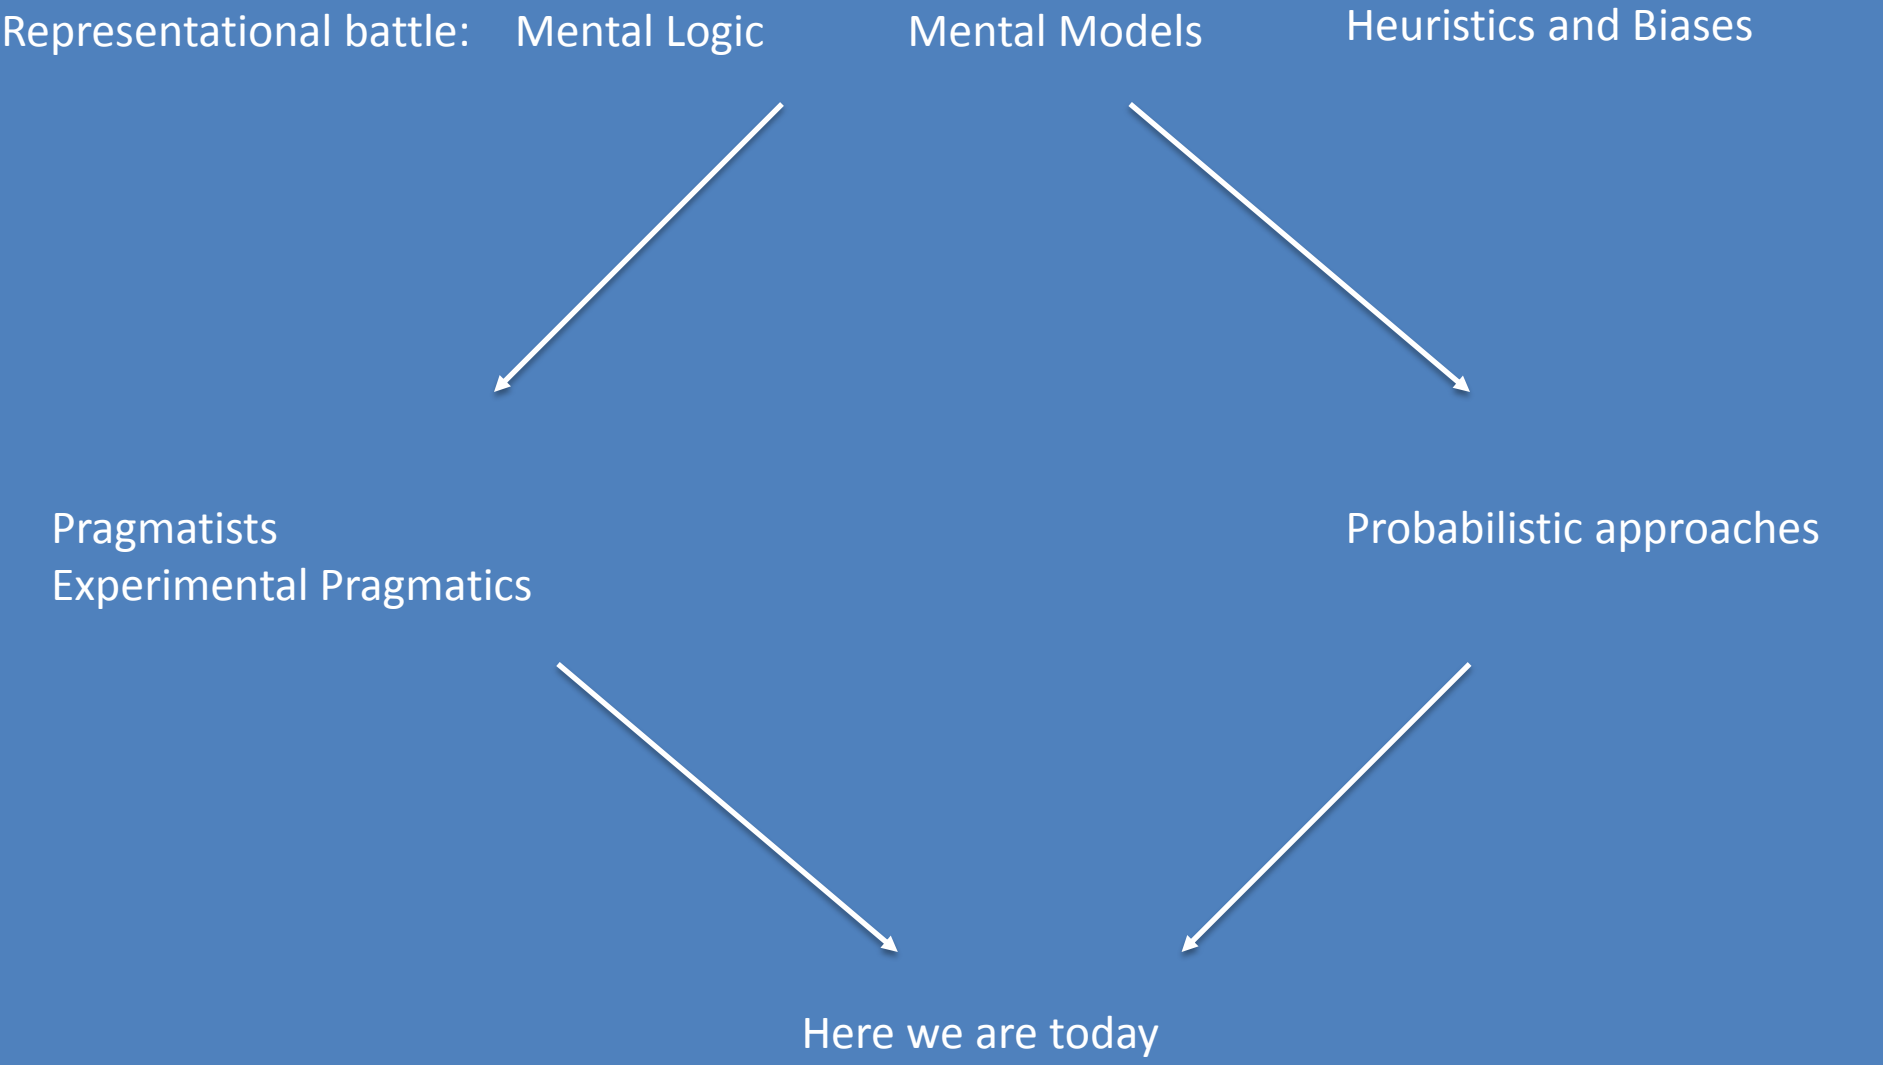 Representational battle: Mental Logic Mental Models Heuristics and Biases
Pragmatists
Experimental Pragmatics
Probabilistic approaches
Here we are today